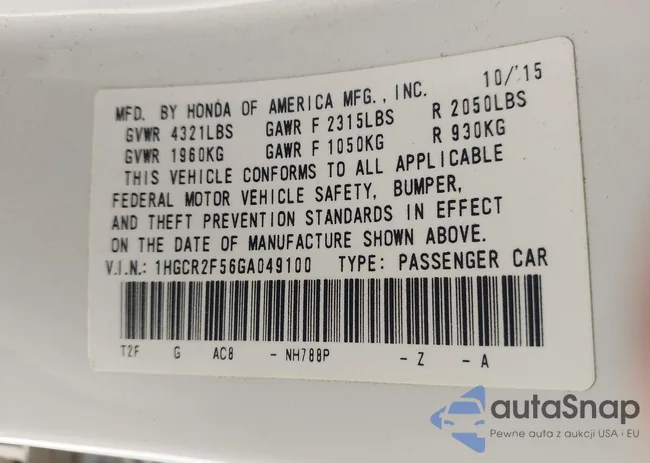 MFD. BY HONDA OF AMERICA MFG., INC. 10/'15
GVWR 4321LBS GAWR F 2315LBS R 2050LBS
GVWR 1960KG GAWR F 1050KG R 930KG
THIS VEHICLE CONFORMS TO ALL APPLICABLE
FEDERAL MOTOR VEHICLE SAFETY, BUMPER,
AND THEFT PREVENTION STANDARDS IN EFFECT
ON THE DATE OF MANUFACTURE SHOWN ABOVE.
V.I.N.: 1HGCR2F56GA049100 TYPE: PASSENGER CAR
T2F G AC8 - NH788P - Z - A
autaSnap
Pewne auta z aukcji USA i EU